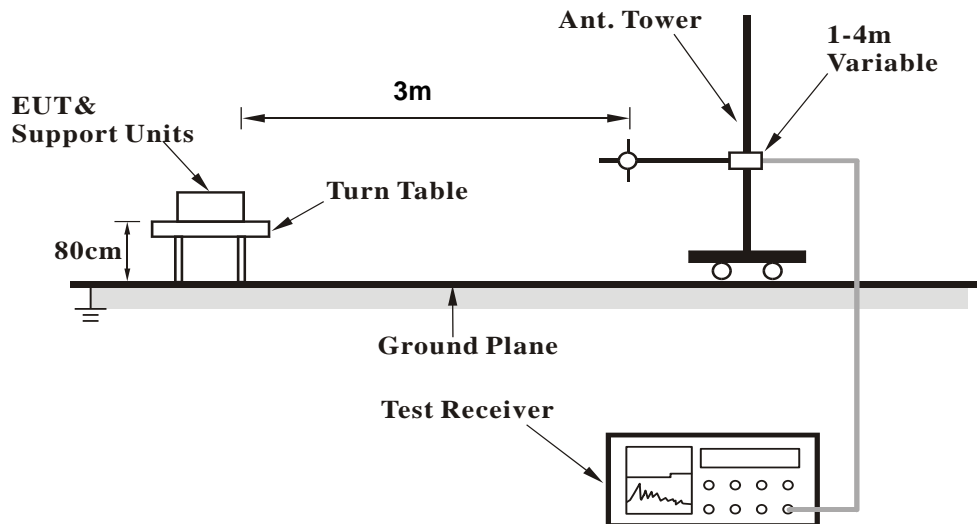 Ant. Tower
1-4m
Variable
3m
EUT&
Support Units
Turn Table
80cm
Ground Plane
Test Receiver